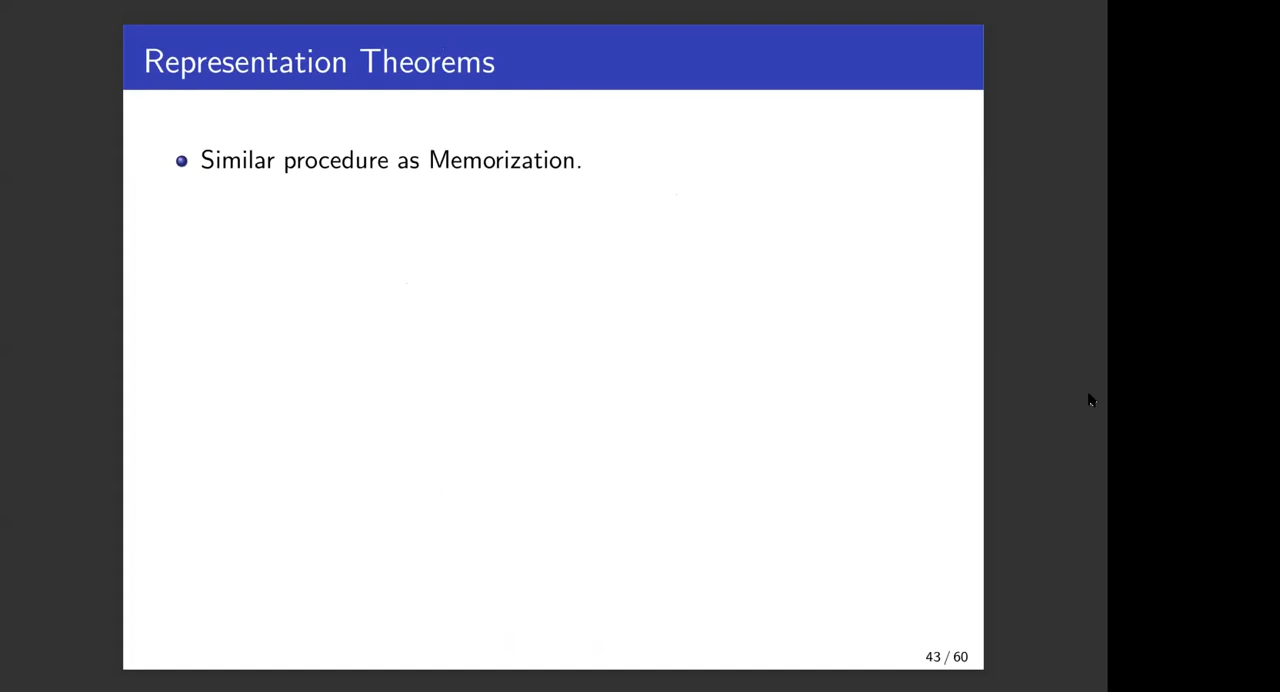 Representation Theorems
Similar procedure as Memorization.
43 / 60